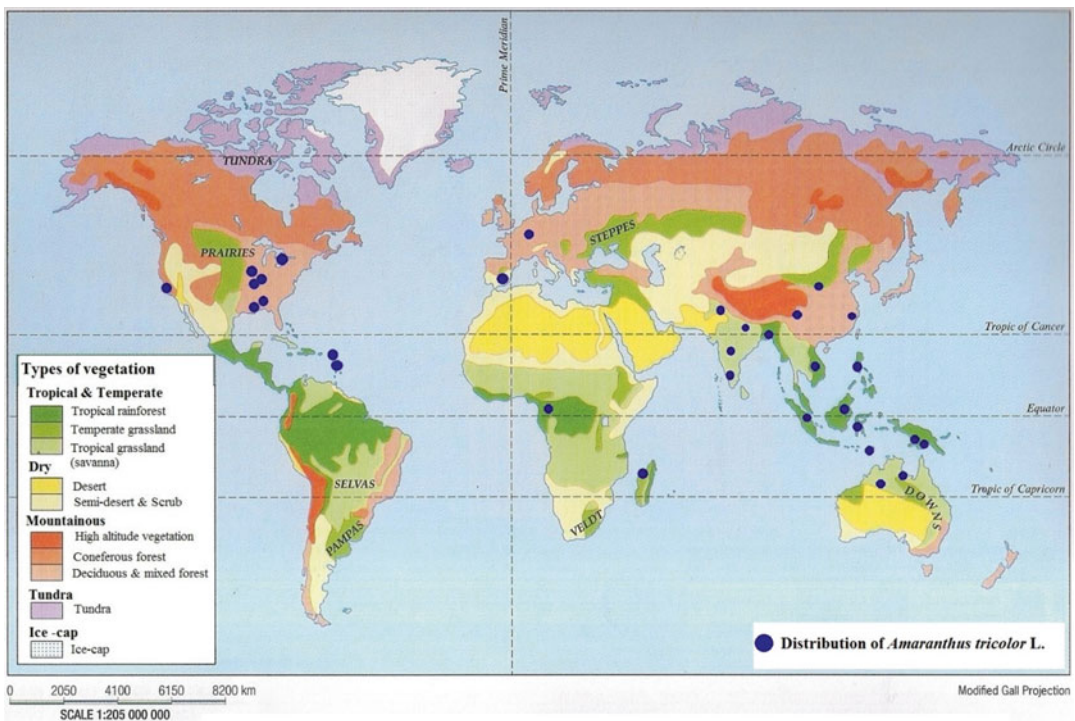 Prime Meridian
Arctic Circle
TUNDRA
PRAIRIES
STEPPES
Tropic of Cancer
Equator
SELVAS
Tropic of Capricorn
DOWNS
VELDT
PAMPAS
Types of vegetation
Tropical & Temperate
Tropical rainforest
Temperate grassland
Tropical grassland
(savanna)
Dry
Desert
Semi-desert & Scrub
Mountainous
High altitude vegetation
Coneferous forest
Deciduous & mixed forest
Tundra
Tundra
Ice -cap
Ice-cap
Distribution of Amaranthus tricolor L.
0 2050 4100 6150 8200 km
SCALE 1:205 000 000
Modified Gall Projection